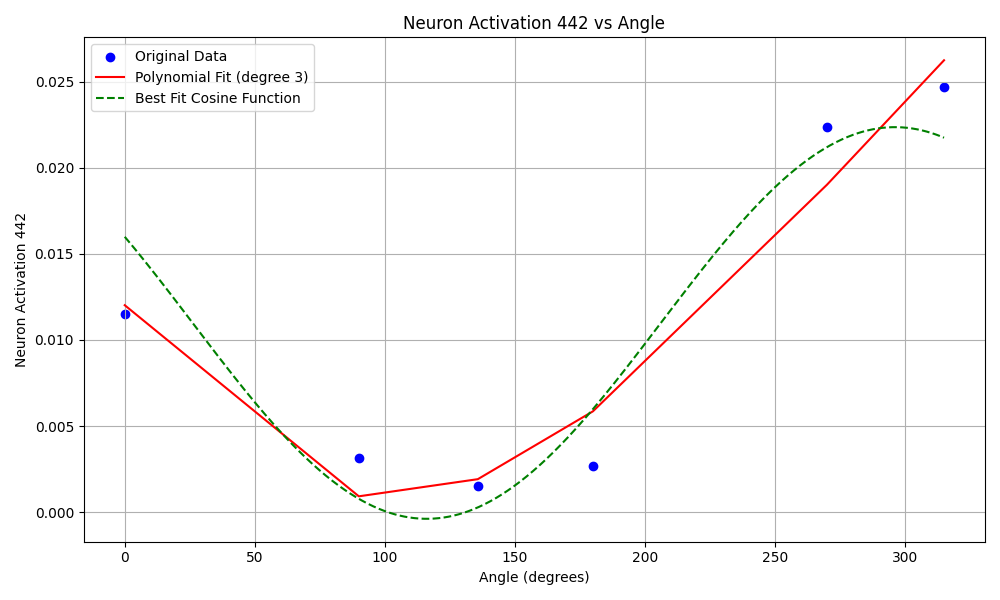 Neuron Activation 442 vs Angle
Original Data
Polynomial Fit (degree 3)
Best Fit Cosine Function
Neuron Activation 442
0.025
0.020
0.015
0.010
0.005
0.000
0
50
100
150
200
250
300
Angle (degrees)